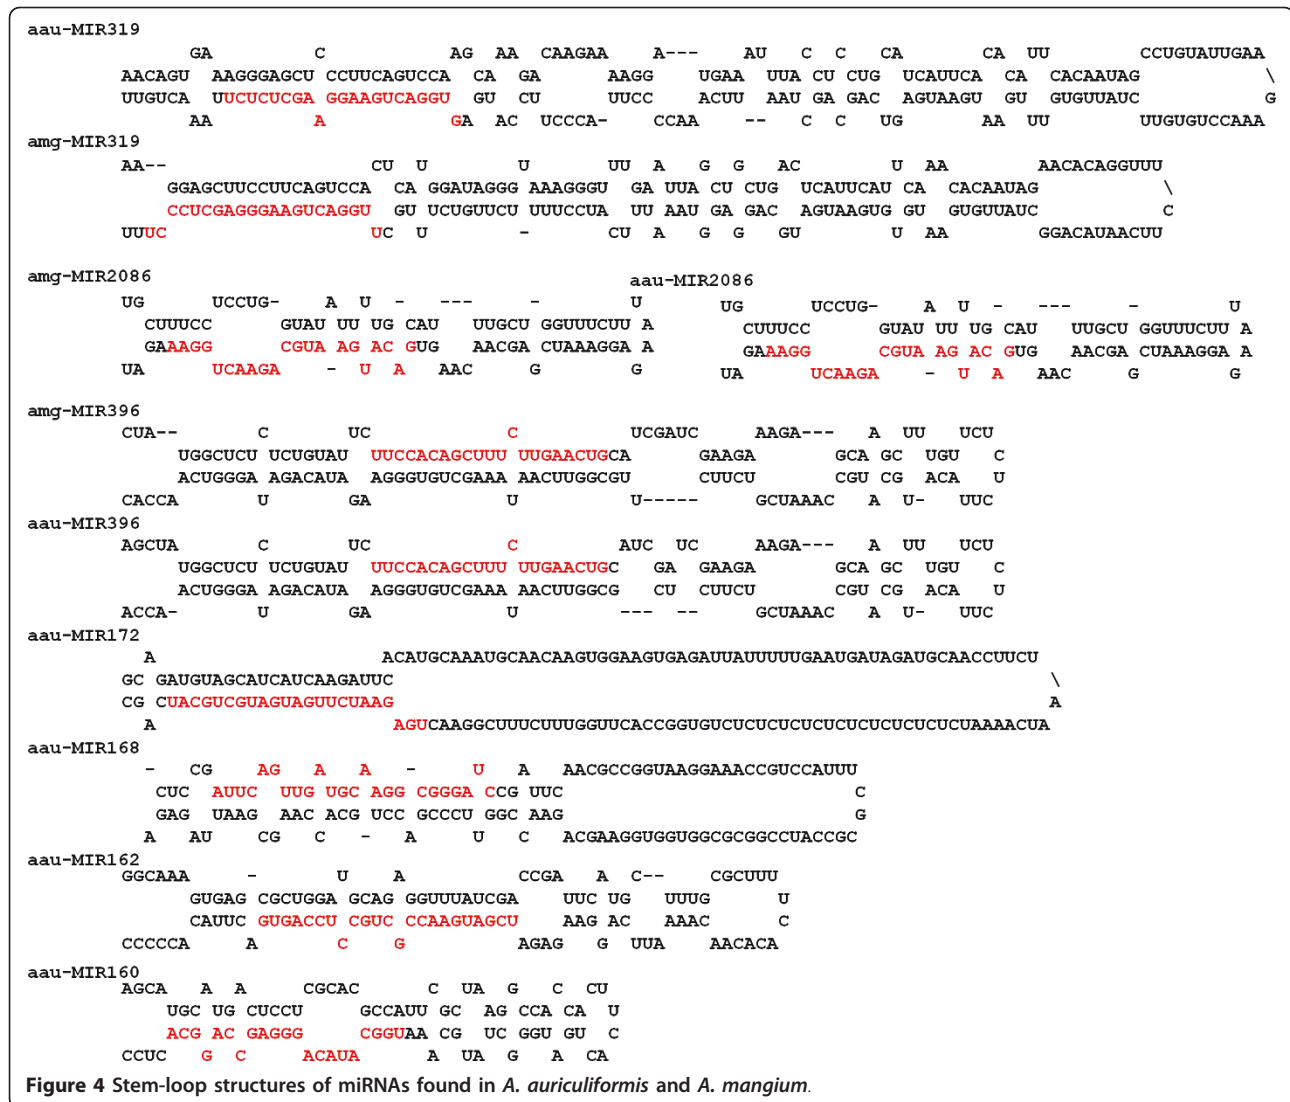 aau-MIR319
GA C AG AA CAAGAA A--- AU C C CA CA UU CCUGUAUUGAA
AACAGU AAGGGAGCU CCUUCAGUCCA CA GA AAGG UGAA UUA CU CUG UCAUUCA CA CACAAUAG \
UUGUCA UUCUCUCGA GGAAGUCAGGU GU CU UUCC ACUU AAU GA GAC AGUAAGU GU GUGUUAUC G
AA A GA AC UCCCA- CCAA -- C C UG AA UU UUGUGUCCAAA
amg-MIR319
AA-- CU U U UU A G G AC U AA AACACAGGUUU
GGAGCUUCCUUCAGUCCA CA GGAUAGGG AAAGGGU GA UUA CU CUG UCAUUCAU CA CACAAUAG \
CCUCGAGGGAAGUCAGGU GU UCUGUUCU UUUCCUA UU AAU GA GAC AGUAAGUG GU GUGUUAUC C
UUUUC UC U - CU A G G GU U AA GGACAUAACUU
amg-MIR2086
UG UCCUG- A U - --- - U
CUUUCC GUAU UU UG CAU UUGCU GGUUUCUU A
GAAAGG CGUA AG AC GUG AACGA CUAAAGGA A
UA UCAAGA - U A AAC G G
aau-MIR2086
UG UCCUG- A U - --- - U
CUUUCC GUAU UU UG CAU UUGCU GGUUUCUU A
GAAAGG CGUA AG AC GUG AACGA CUAAAGGA A
UA UCAAGA - U A AAC G G
amg-MIR396
CUA-- C UC C UCGAUC AAGA--- A UU UCU
UGGCUCU UCUGUAU UUCCACAGCUUU UUGAACUGCA GAAGA GCA GC UGU C
ACUGGGA AGACAUA AGGGUGUCGAAA AACUUGGCGU CUUCU CGU CG ACA U
CACCA U GA U U----- GCUAAAC A U- UUC
aau-MIR396
AGCUA C UC C AUC UC AAGA--- A UU UCU
UGGCUCU UCUGUAU UUCCACAGCUUU UUGAACUGC GA GAAGA GCA GC UGU C
ACUGGGA AGACAUA AGGGUGUCGAAA AACUUGGCG CU CUUCU CGU CG ACA U
ACCA- U GA U --- -- GCUAAAC A U- UUC
aau-MIR172
A ACAUGCAAAUGCAACAAGUGGAAGUGAGAUUAUUUUUGAAUGAUAGAUGCAACCUUCU
GC GAUGUAGCAUCAUCAAGAUUC \
CG CUACGUCGUAGUAGUUCUAAG A
A AGUCAAGGCUUUCUUUGGUUCACCGGUGUCUCUCUCUCUCUCUCUCUCUCUAAAACUA
aau-MIR168
- CG AG A A - U A AACGCCGGUAAGGAAACCGUCCAUUU
CUC AUUC UUG UGC AGG CGGGA CCG UUC C
GAG UAAG AAC ACG UCC GCCCU GGC AAG G
A AU CG C - A U C ACGAAGGUGGUGGCGCGGCCUACCGC
aau-MIR162
GGCAAA - U A CCGA A C-- CGCUUU
GUGAG CGCUGGA GCAG GGUUUAUCGA UUC UG UUUG U
CAUUC GUGACCU CGUC CCAAGUAGCU AAG AC AAAC C
CCCCCA A C G AGAG G UUA AACACA
aau-MIR160
AGCA A A CGCAC C UA G C CU
UGC UG CUCCU GCCAUU GC AG CCA CA U
ACG AC GAGGG CGGUAA CG UC GGU GU C
CCUC G C ACAUA A UA G A CA
Figure 4 Stem-loop structures of miRNAs found in A. auriculiformis and A. mangium.